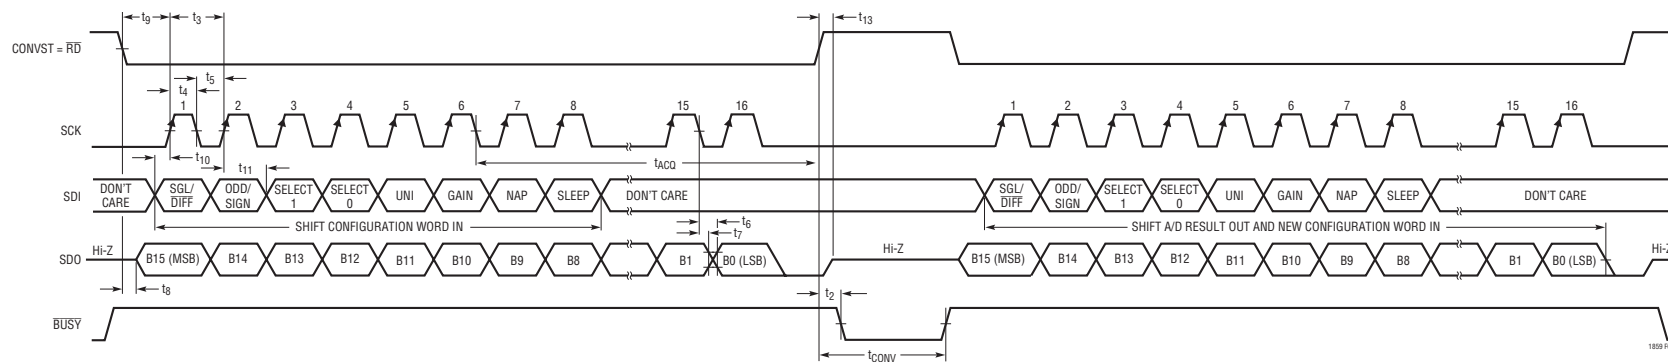 t9 t3 t13
CONVST = RD
t5
t4
1 2 3 4 5 6 7 8 15 16 1 2 3 4 5 6 7 8 15 16
SCK
t10 t11 tACQ
SDI DON'T CARE SGL/DIFF ODD/SIGN SELECT 1 SELECT 0 UNI GAIN NAP SLEEP DON'T CARE SGL/DIFF ODD/SIGN SELECT 1 SELECT 0 UNI GAIN NAP SLEEP DON'T CARE
t6
SHIFT CONFIGURATION WORD IN SHIFT A/D RESULT OUT AND NEW CONFIGURATION WORD IN
t7
Hi-Z Hi-Z Hi-Z
SDO B15 (MSB) B14 B13 B12 B11 B10 B9 B8 B1 B0 (LSB) B15 (MSB) B14 B13 B12 B11 B10 B9 B8 B1 B0 (LSB)
t8 t2
BUSY
tCONV
1859 F